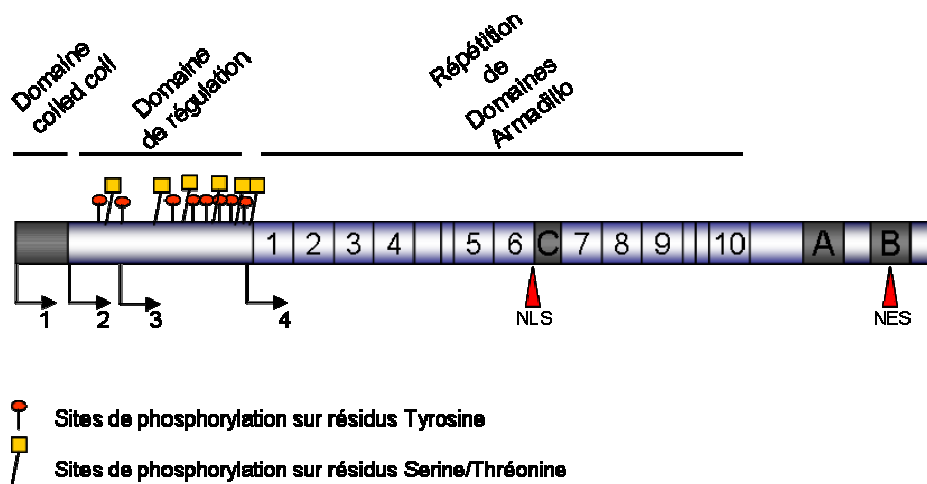 Domaine
coiled coil
Domaine
de régulation
Répétition
de
Domaines
Armadillo
1 2 3 4 5 6 C 7 8 9 10 A B
1 2 3 4
NLS NES
Sites de phosphorylation sur résidus Tyrosine
Sites de phosphorylation sur résidus Serine/Thréonine